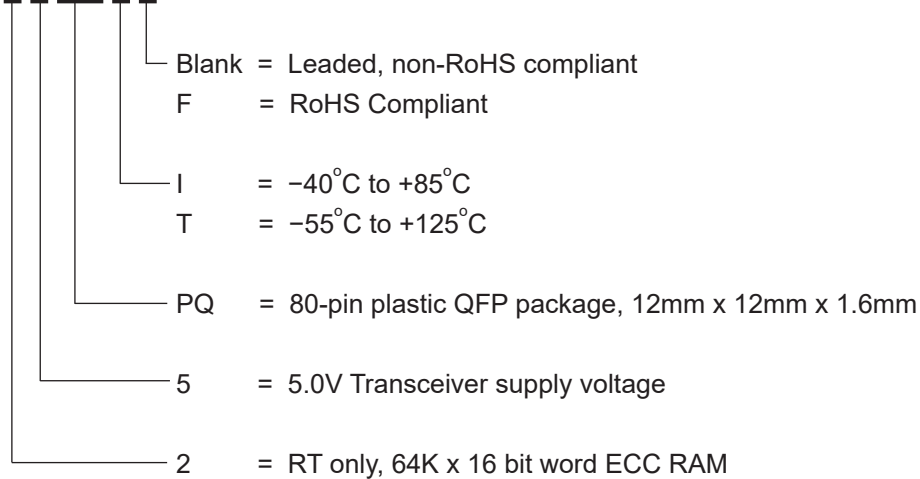 Blank = Leaded, non-RoHS compliant
F = RoHS Compliant
I = −40°C to +85°C
T = −55°C to +125°C
PQ = 80-pin plastic QFP package, 12mm x 12mm x 1.6mm
5 = 5.0V Transceiver supply voltage
2 = RT only, 64K x 16 bit word ECC RAM